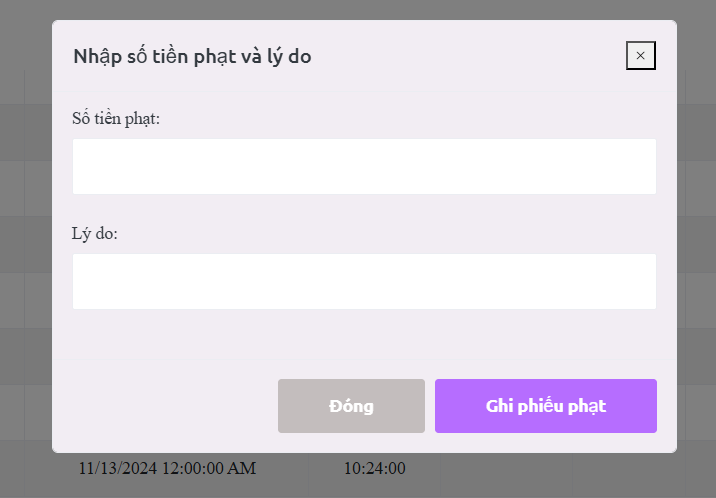 Nhập số tiền phạt và lý do
×
Số tiền phạt:
Lý do:
Đóng Ghi phiếu phạt
11/13/2024 12:00:00 AM 10:24:00